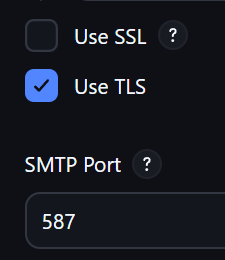 Use SSL ?
Use TLS
SMTP Port ?
587